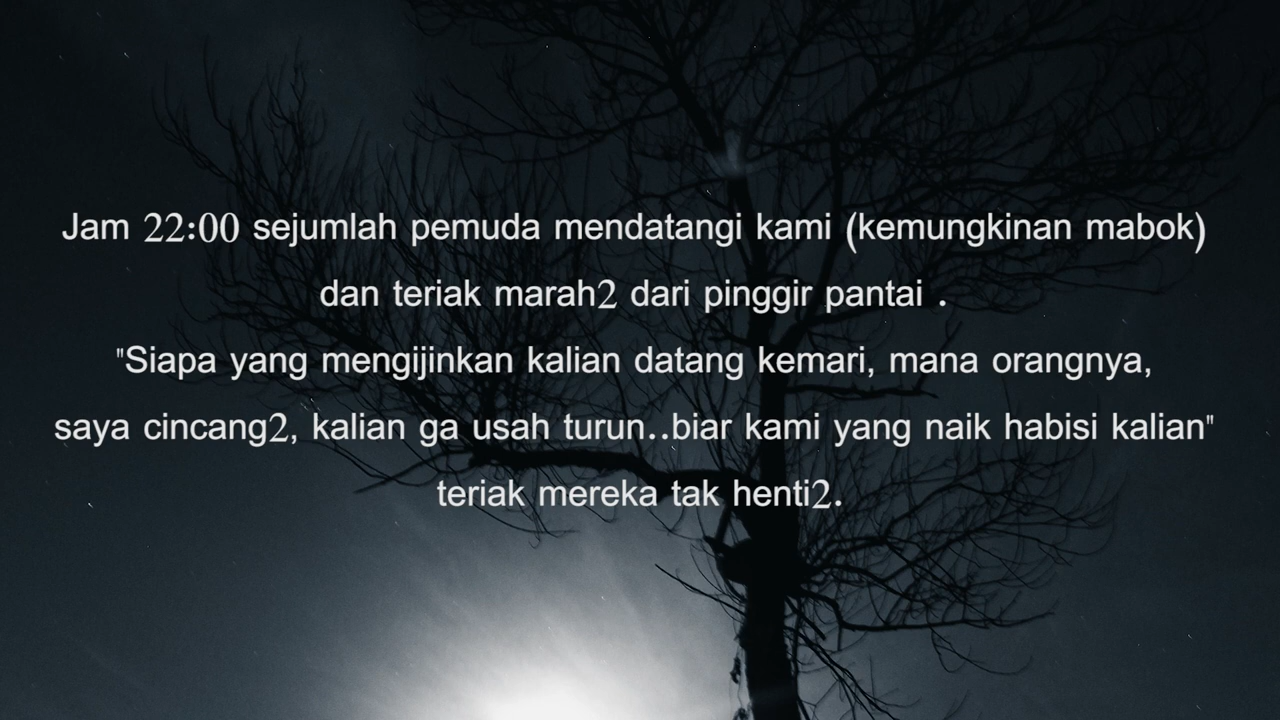 Jam 22:00 sejumlah pemuda mendatangi kami (kemungkinan mabok)
dan teriak marah2 dari pinggir pantai .
"Siapa yang mengijinkan kalian datang kemari, mana orangnya,
saya cincang2, kalian ga usah turun..biar kami yang naik habisi kalian"
teriak mereka tak henti2.